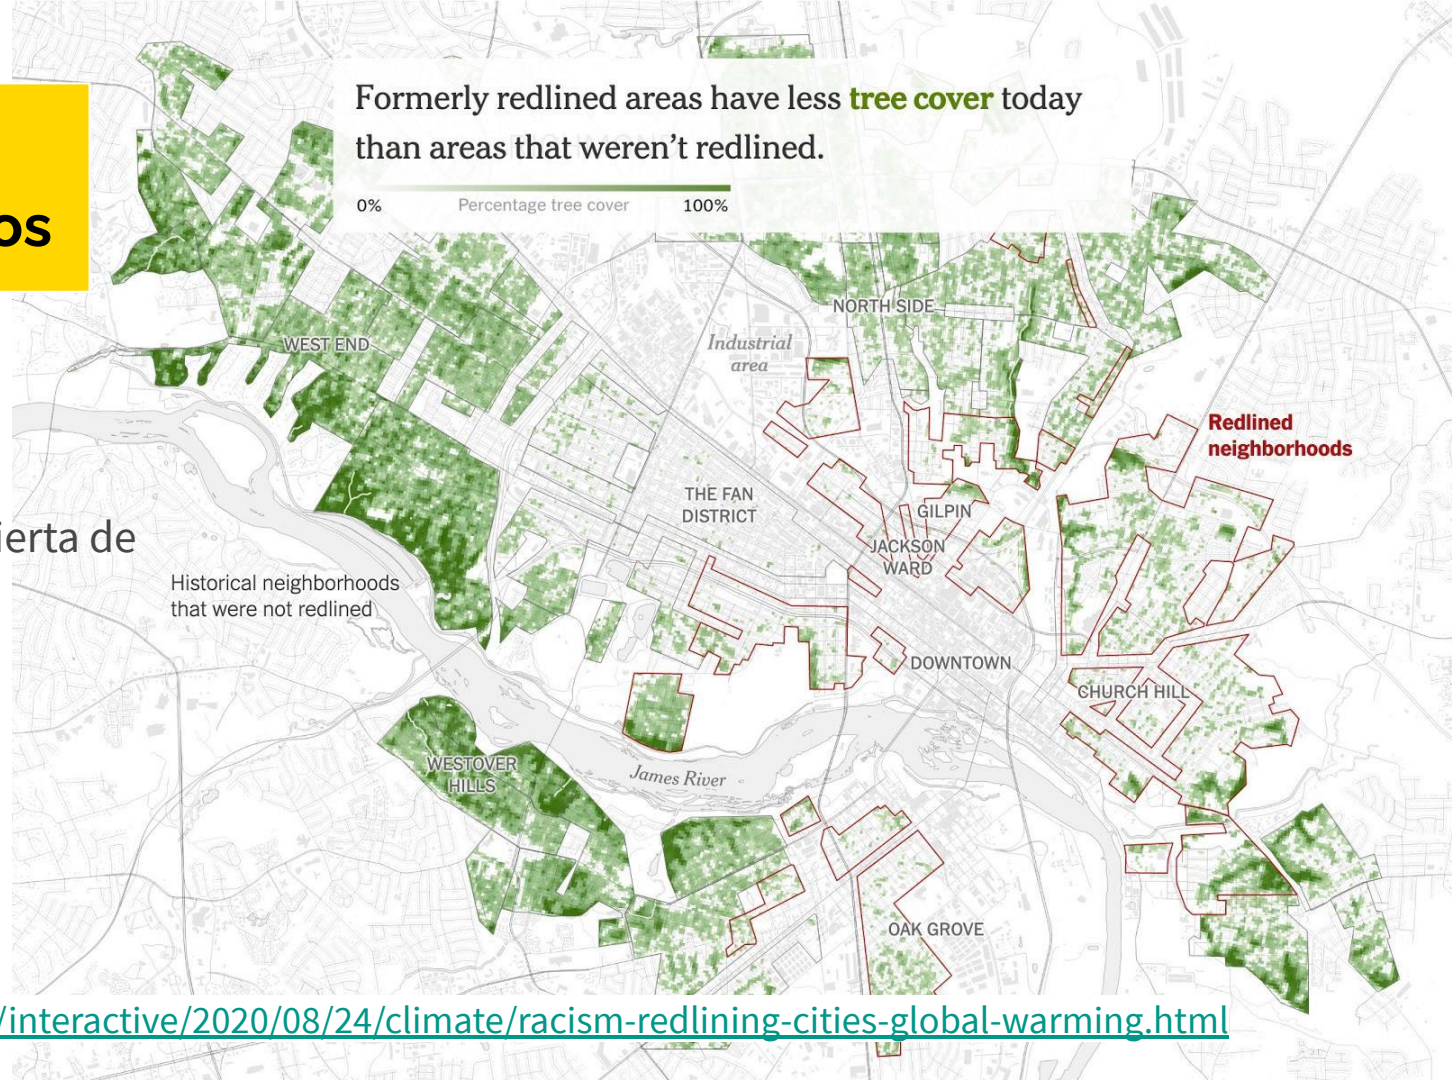 Formerly redlined areas have less tree cover today
than areas that weren't redlined.
0% Percentage tree cover 100%
os
NORTH SIDE
Industrial
area
WEST END
Redlined
neighborhoods
THE FAN
DISTRICT
GILPIN
JACKSON
WARD
ierta de
Historical neighborhoods
that were not redlined
DOWNTOWN
CHURCH HILL
WESTOVER
HILLS
James River
OAK GROVE
/interactive/2020/08/24/climate/racism-redlining-cities-global-warming.html